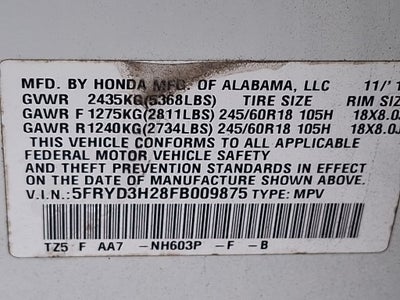 MFD. BY HONDA MFG. OF ALABAMA, LLC 11/'1
GVWR 2435KG(5368LBS) TIRE SIZE RIM SIZE
GAWR F 1275KG(2811LBS) 245/60R18 105H 18X8.0J
GAWR R 1240KG(2734LBS) 245/60R18 105H 18X8.0J
THIS VEHICLE CONFORMS TO ALL APPLICABLE
FEDERAL MOTOR VEHICLE SAFETY
AND THEFT PREVENTION STANDARDS IN EFFECT
ON THE DATE OF MANUFACTURE SHOWN ABOVE.
V.I.N.: 5FRYD3H28FB009875 TYPE: MPV
TZ5 F AA7 -NH603P -F -B